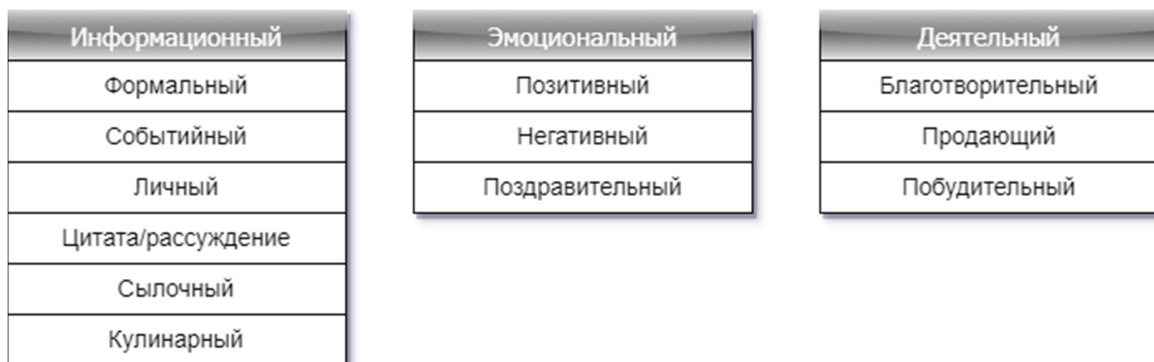 Информационный
Формальный
Событийный
Личный
Цитата/рассуждение
Сылочный
Кулинарный
Эмоциональный
Позитивный
Негативный
Поздравительный
Деятельный
Благотворительный
Продающий
Побудительный